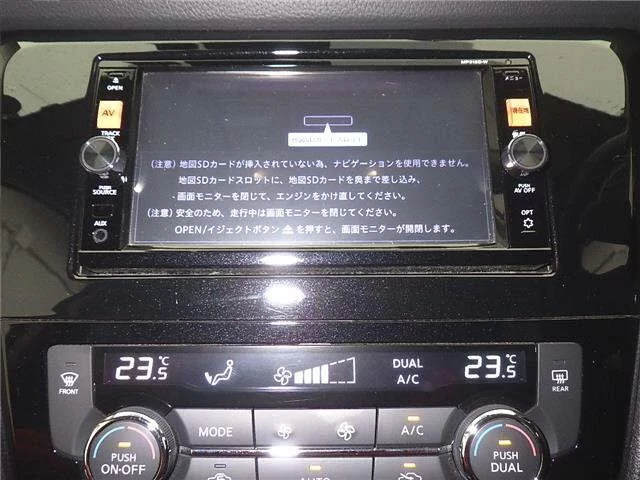 MP315D-W
OPEN
メニュー
AV
現在地
TRACK
PUSH
SOURCE
PUSH
AV OFF
AUX
OPT
(注意) 地図SDカードが挿入されていない為、ナビゲーションを使用できません。
地図SDカードスロットに、地図SDカードを奥まで差し込み、
画面モニターを閉じて、エンジンをかけ直してください。
(注意) 安全のため、走行中は画面モニターを閉じてください。
OPEN/イジェクトボタン ⏏ を押すと、画面モニターが開閉します。
FRONT
23.5 ℃
DUAL
A/C
23.5 ℃
REAR
PUSH
ON·OFF
MODE
A/C
PUSH
DUAL
AUTO